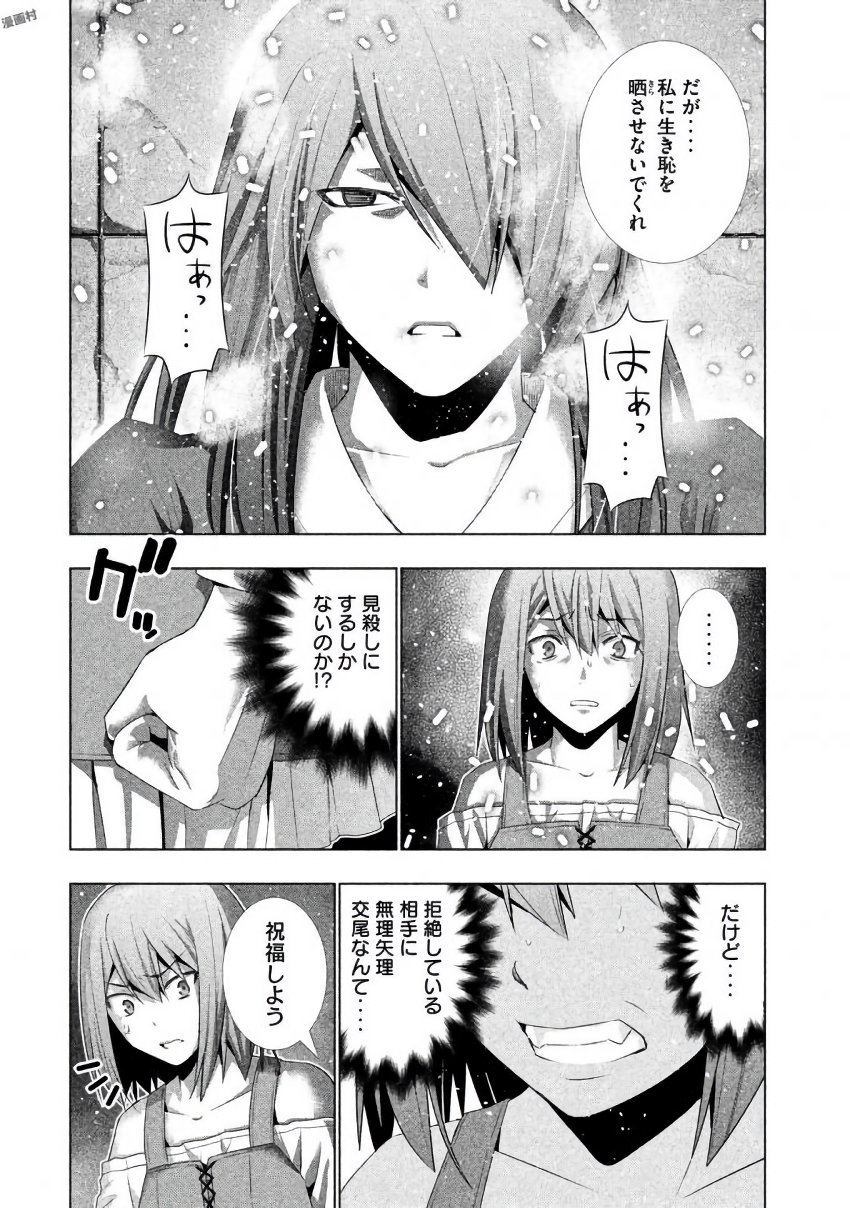 漫画村
だが‥‥
私に生き恥を
晒さらさせないでくれ
はぁっ
・・・
はぁっ
・・・
‥‥‥
見殺しに
するしか
ないのか!?
グッ
だけど‥‥
拒絶している
相手に
無理矢理
交尾なんて‥‥
祝福しよう